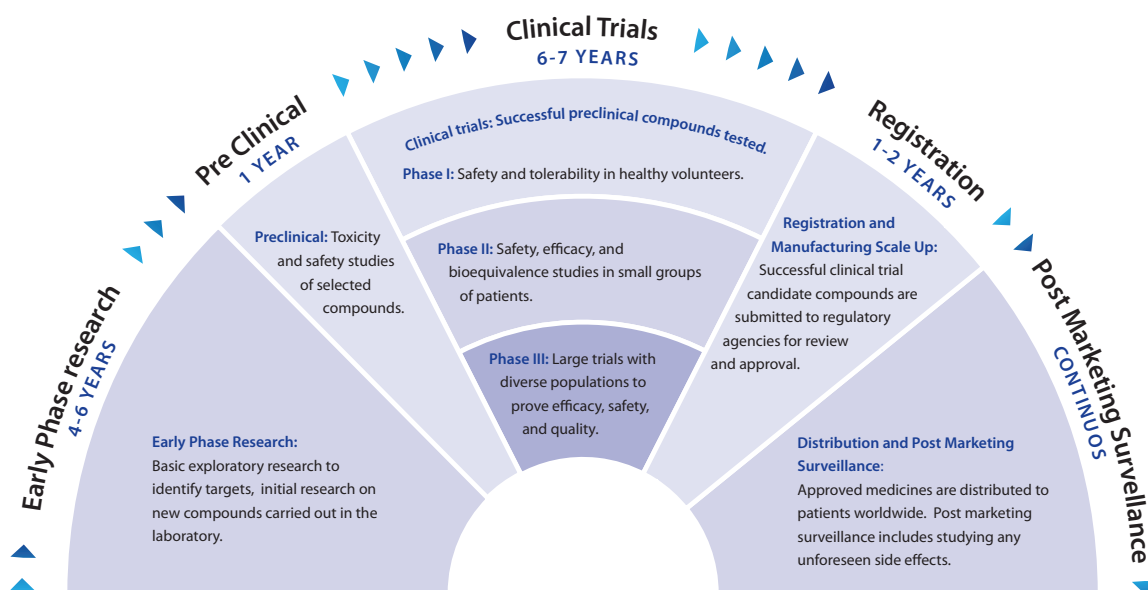 Early Phase research
4-6 YEARS
Early Phase Research:
Basic exploratory research to
identify targets, initial research on
new compounds carried out in the
laboratory.
Pre Clinical
1 YEAR
Preclinical: Toxicity
and safety studies
of selected
compounds.
Clinical Trials
6-7 YEARS
Clinical trials: Successful preclinical compounds tested.
Phase I: Safety and tolerability in healthy volunteers.
Phase II: Safety, efficacy, and
bioequivalence studies in small groups
of patients.
Phase III: Large trials with
diverse populations to
prove efficacy, safety,
and quality.
Registration
1-2 YEARS
Registration and
Manufacturing Scale Up:
Successful clinical trial
candidate compounds are
submitted to regulatory
agencies for review
and approval.
Post Marketing Survellance
CONTINUOS
Distribution and Post Marketing
Surveillance:
Approved medicines are distributed to
patients worldwide. Post marketing
surveillance includes studying any
unforeseen side effects.